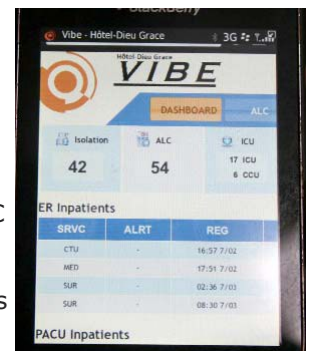 BlackBerry
Vibe - Hôtel-Dieu Grace 3G
Hôtel-Dieu Grace
VIBE
DASHBOARD ALC
Isolation ALC ICU
42 54 17 ICU
6 CCU
ER Inpatients
SRVC ALRT REG
CTU - 16:57 7/02
MED - 17:51 7/02
SUR - 02:36 7/03
SUR - 08:30 7/03
PACU Inpatients
C
s